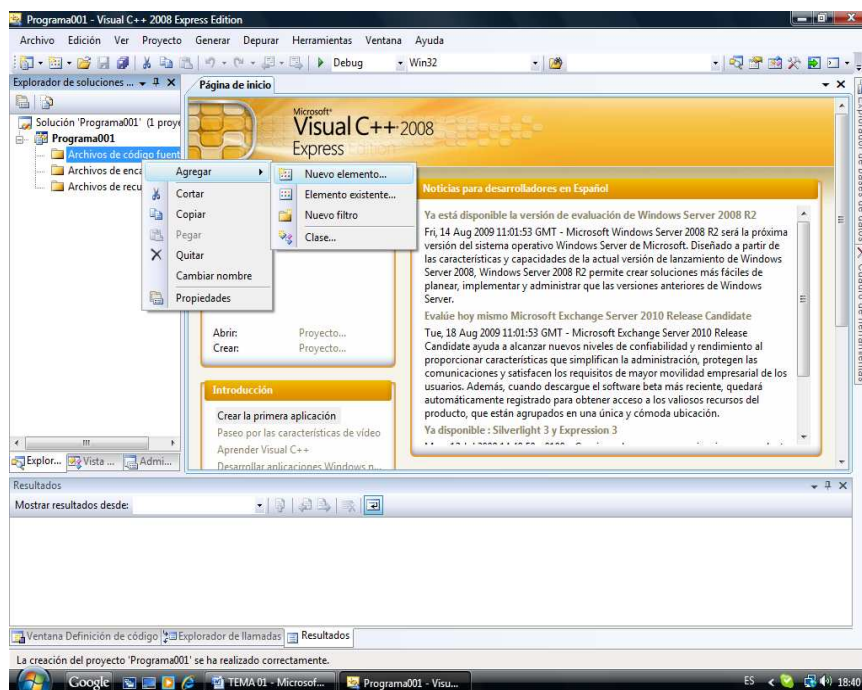 Programa001 - Visual C++ 2008 Express Edition
Archivo Edición Ver Proyecto Generar Depurar Herramientas Ventana Ayuda
Debug Win32
Explorador de soluciones ...
Página de inicio
Solución 'Programa001' (1 proye
Programa001
Archivos de código fuent
Archivos de enca
Archivos de recu
Agregar
Cortar
Copiar
Pegar
Quitar
Cambiar nombre
Propiedades
Nuevo elemento...
Elemento existente...
Nuevo filtro
Clase...
Microsoft
Visual C++ 2008
Express Edition
Abrir: Proyecto...
Crear: Proyecto...
Introducción
Crear la primera aplicación
Paseo por las características de vídeo
Aprender Visual C++
Desarrollar aplicaciones Windows n...
Noticias para desarrolladores en Español
Ya está disponible la versión de evaluación de Windows Server 2008 R2
Fri, 14 Aug 2009 11:01:53 GMT - Microsoft Windows Server 2008 R2 será la próxima
versión del sistema operativo Windows Server de Microsoft. Diseñado a partir de
las características y capacidades de la actual versión de lanzamiento de Windows
Server 2008, Windows Server 2008 R2 permite crear soluciones más fáciles de
planear, implementar y administrar que las versiones anteriores de Windows
Server.
Evalúe hoy mismo Microsoft Exchange Server 2010 Release Candidate
Tue, 18 Aug 2009 11:01:53 GMT - Microsoft Exchange Server 2010 Release
Candidate ayuda a alcanzar nuevos niveles de confiabilidad y rendimiento al
proporcionar características que simplifican la administración, protegen las
comunicaciones y satisfacen los requisitos de mayor movilidad empresarial de los
usuarios. Además, cuando descargue el software beta más reciente, quedará
automáticamente registrado para obtener acceso a los valiosos recursos del
producto, que están agrupados en una única y cómoda ubicación.
Ya disponible : Silverlight 3 y Expression 3
Explor... Vista ... Admi...
Resultados
Mostrar resultados desde:
Ventana Definición de código Explorador de llamadas Resultados
La creación del proyecto 'Programa001' se ha realizado correctamente.
Google TEMA 01 - Microsof... Programa001 - Visu... ES 18:40